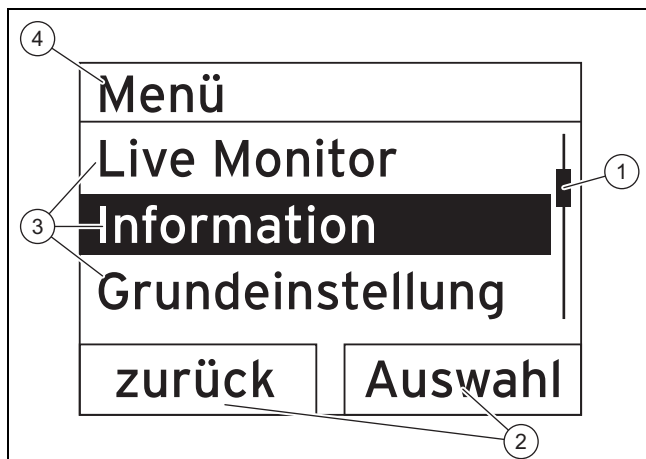 4
Menü
Live Monitor
1
Information
3
Grundeinstellung
zurück Auswahl
2